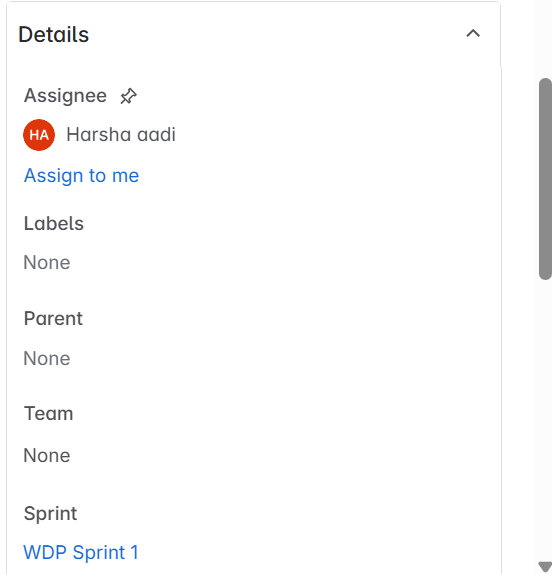 Details
Assignee
HA Harsha aadi
Assign to me
Labels
None
Parent
None
Team
None
Sprint
WDP Sprint 1